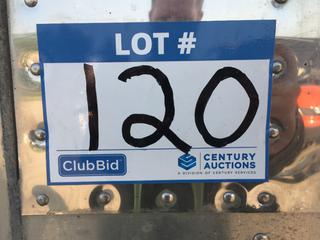 LOT #
120
ClubBid
CENTURY
AUCTIONS
A DIVISION OF CENTURY SERVICES